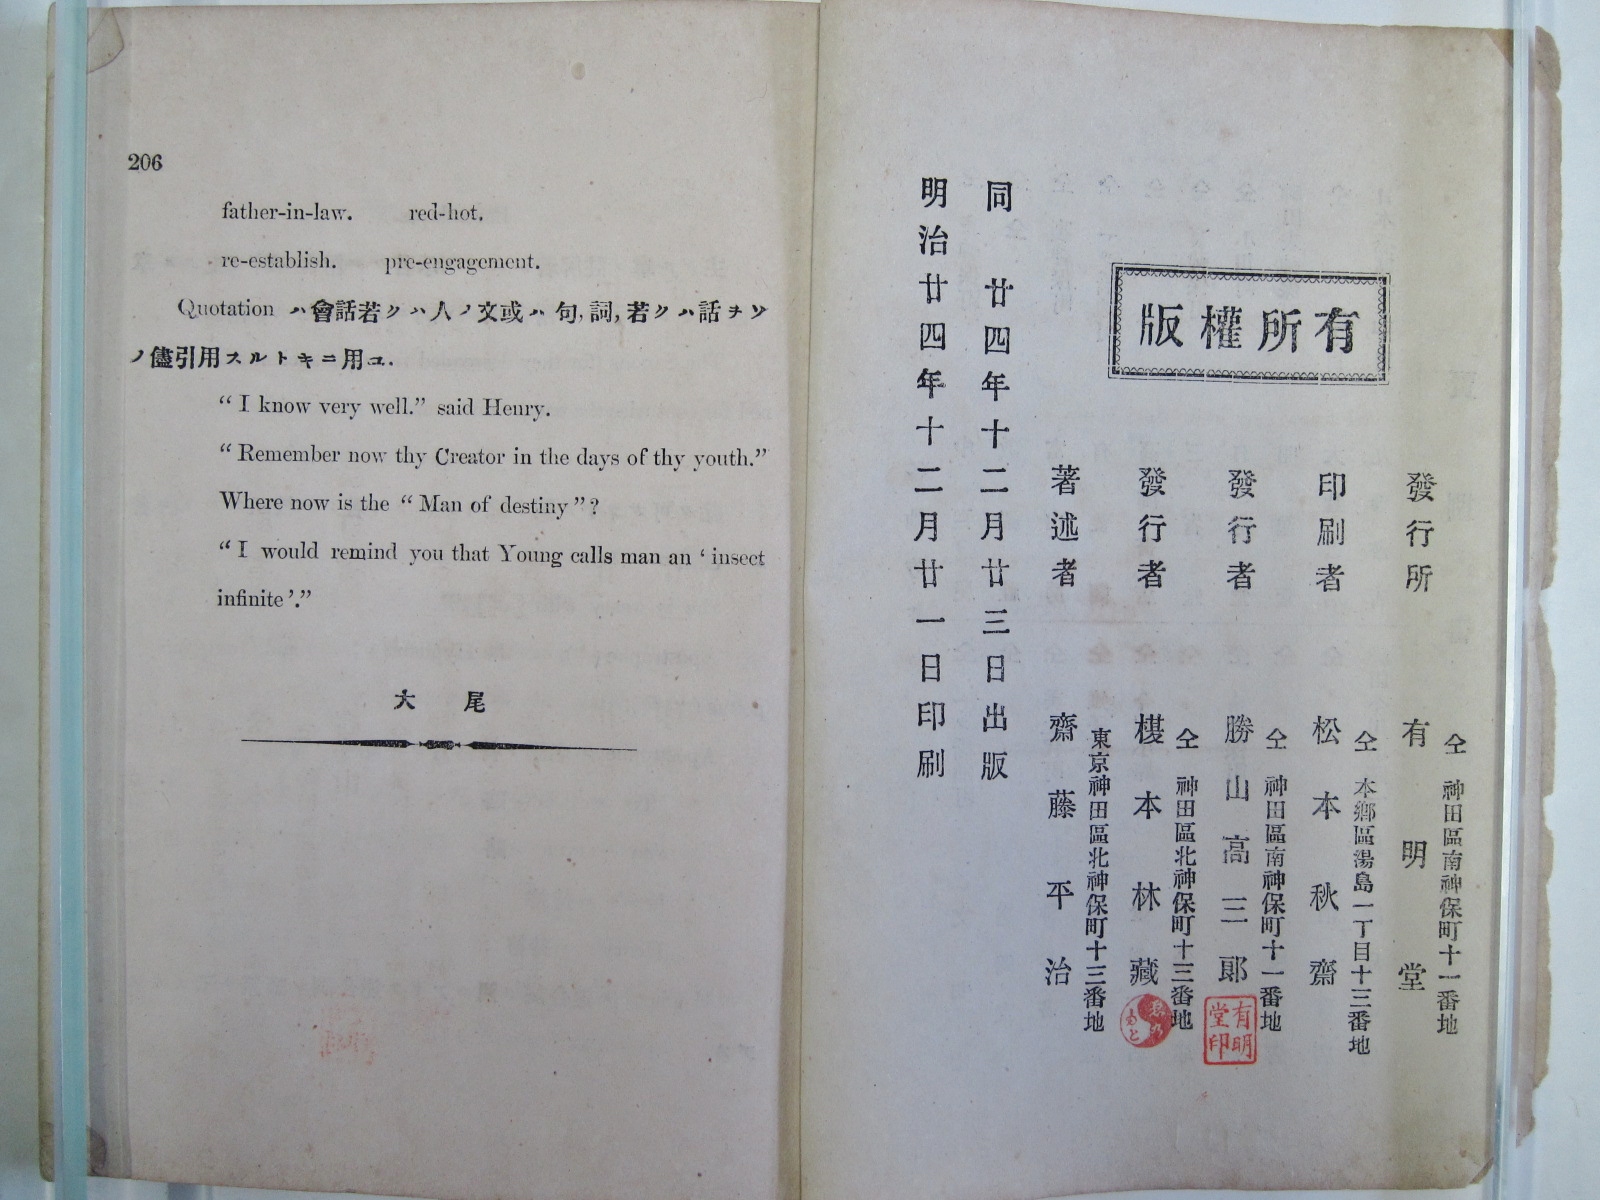 206
father-in-law. red-hot.
re-establish. pre-engagement.
Quotation ハ會話若クハ人ノ文或ハ句,詞,若クハ話チソ
ノ儘引用スルトキニ用ユ.
“I know very well.” said Henry.
“Remember now thy Creator in the days of thy youth.”
Where now is the “Man of destiny”?
“I would remind you that Young calls man an ‘insect
infinite’.”
大尾
明治廿四年十二月廿一日印刷
同 廿四年十二月廿三日出版
版權所有
著述者 齋藤平治
東京神田區北神保町十三番地
發行者 樷本林藏
仝 神田區北神保町十三番地
發行者 勝山高三郞
仝 神田區南神保町十一番地
印刷者 松本秋齋
仝 本鄕區湯島一丁目十三番地
發行所 有明堂
仝 神田區南神保町十一番地
有明堂印